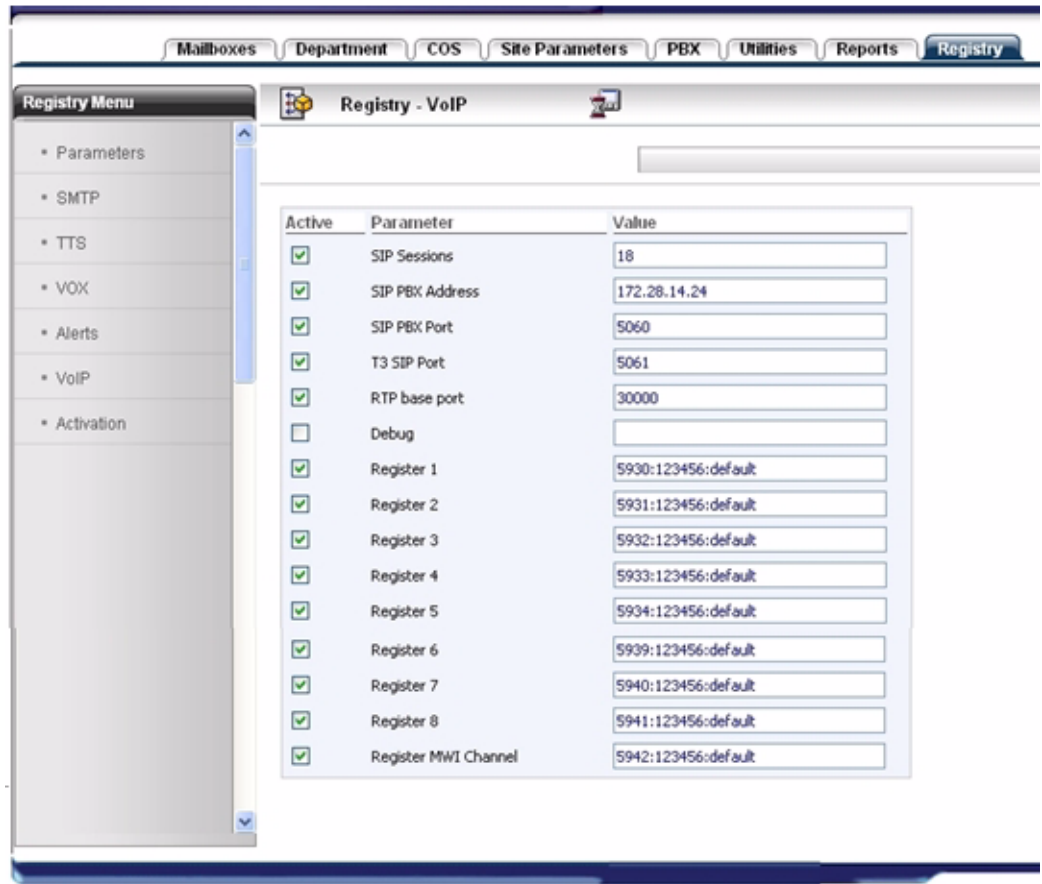 Mailboxes Department COS Site Parameters PBX Utilities Reports Registry
Registry Menu
• Parameters
• SMTP
• TTS
• VOX
• Alerts
• VoIP
• Activation
Registry - VoIP
Active Parameter Value
SIP Sessions 18
SIP PBX Address 172.28.14.24
SIP PBX Port 5060
T3 SIP Port 5061
RTP base port 30000
Debug
Register 1 5930:123456:default
Register 2 5931:123456:default
Register 3 5932:123456:default
Register 4 5933:123456:default
Register 5 5934:123456:default
Register 6 5939:123456:default
Register 7 5940:123456:default
Register 8 5941:123456:default
Register MWI Channel 5942:123456:default